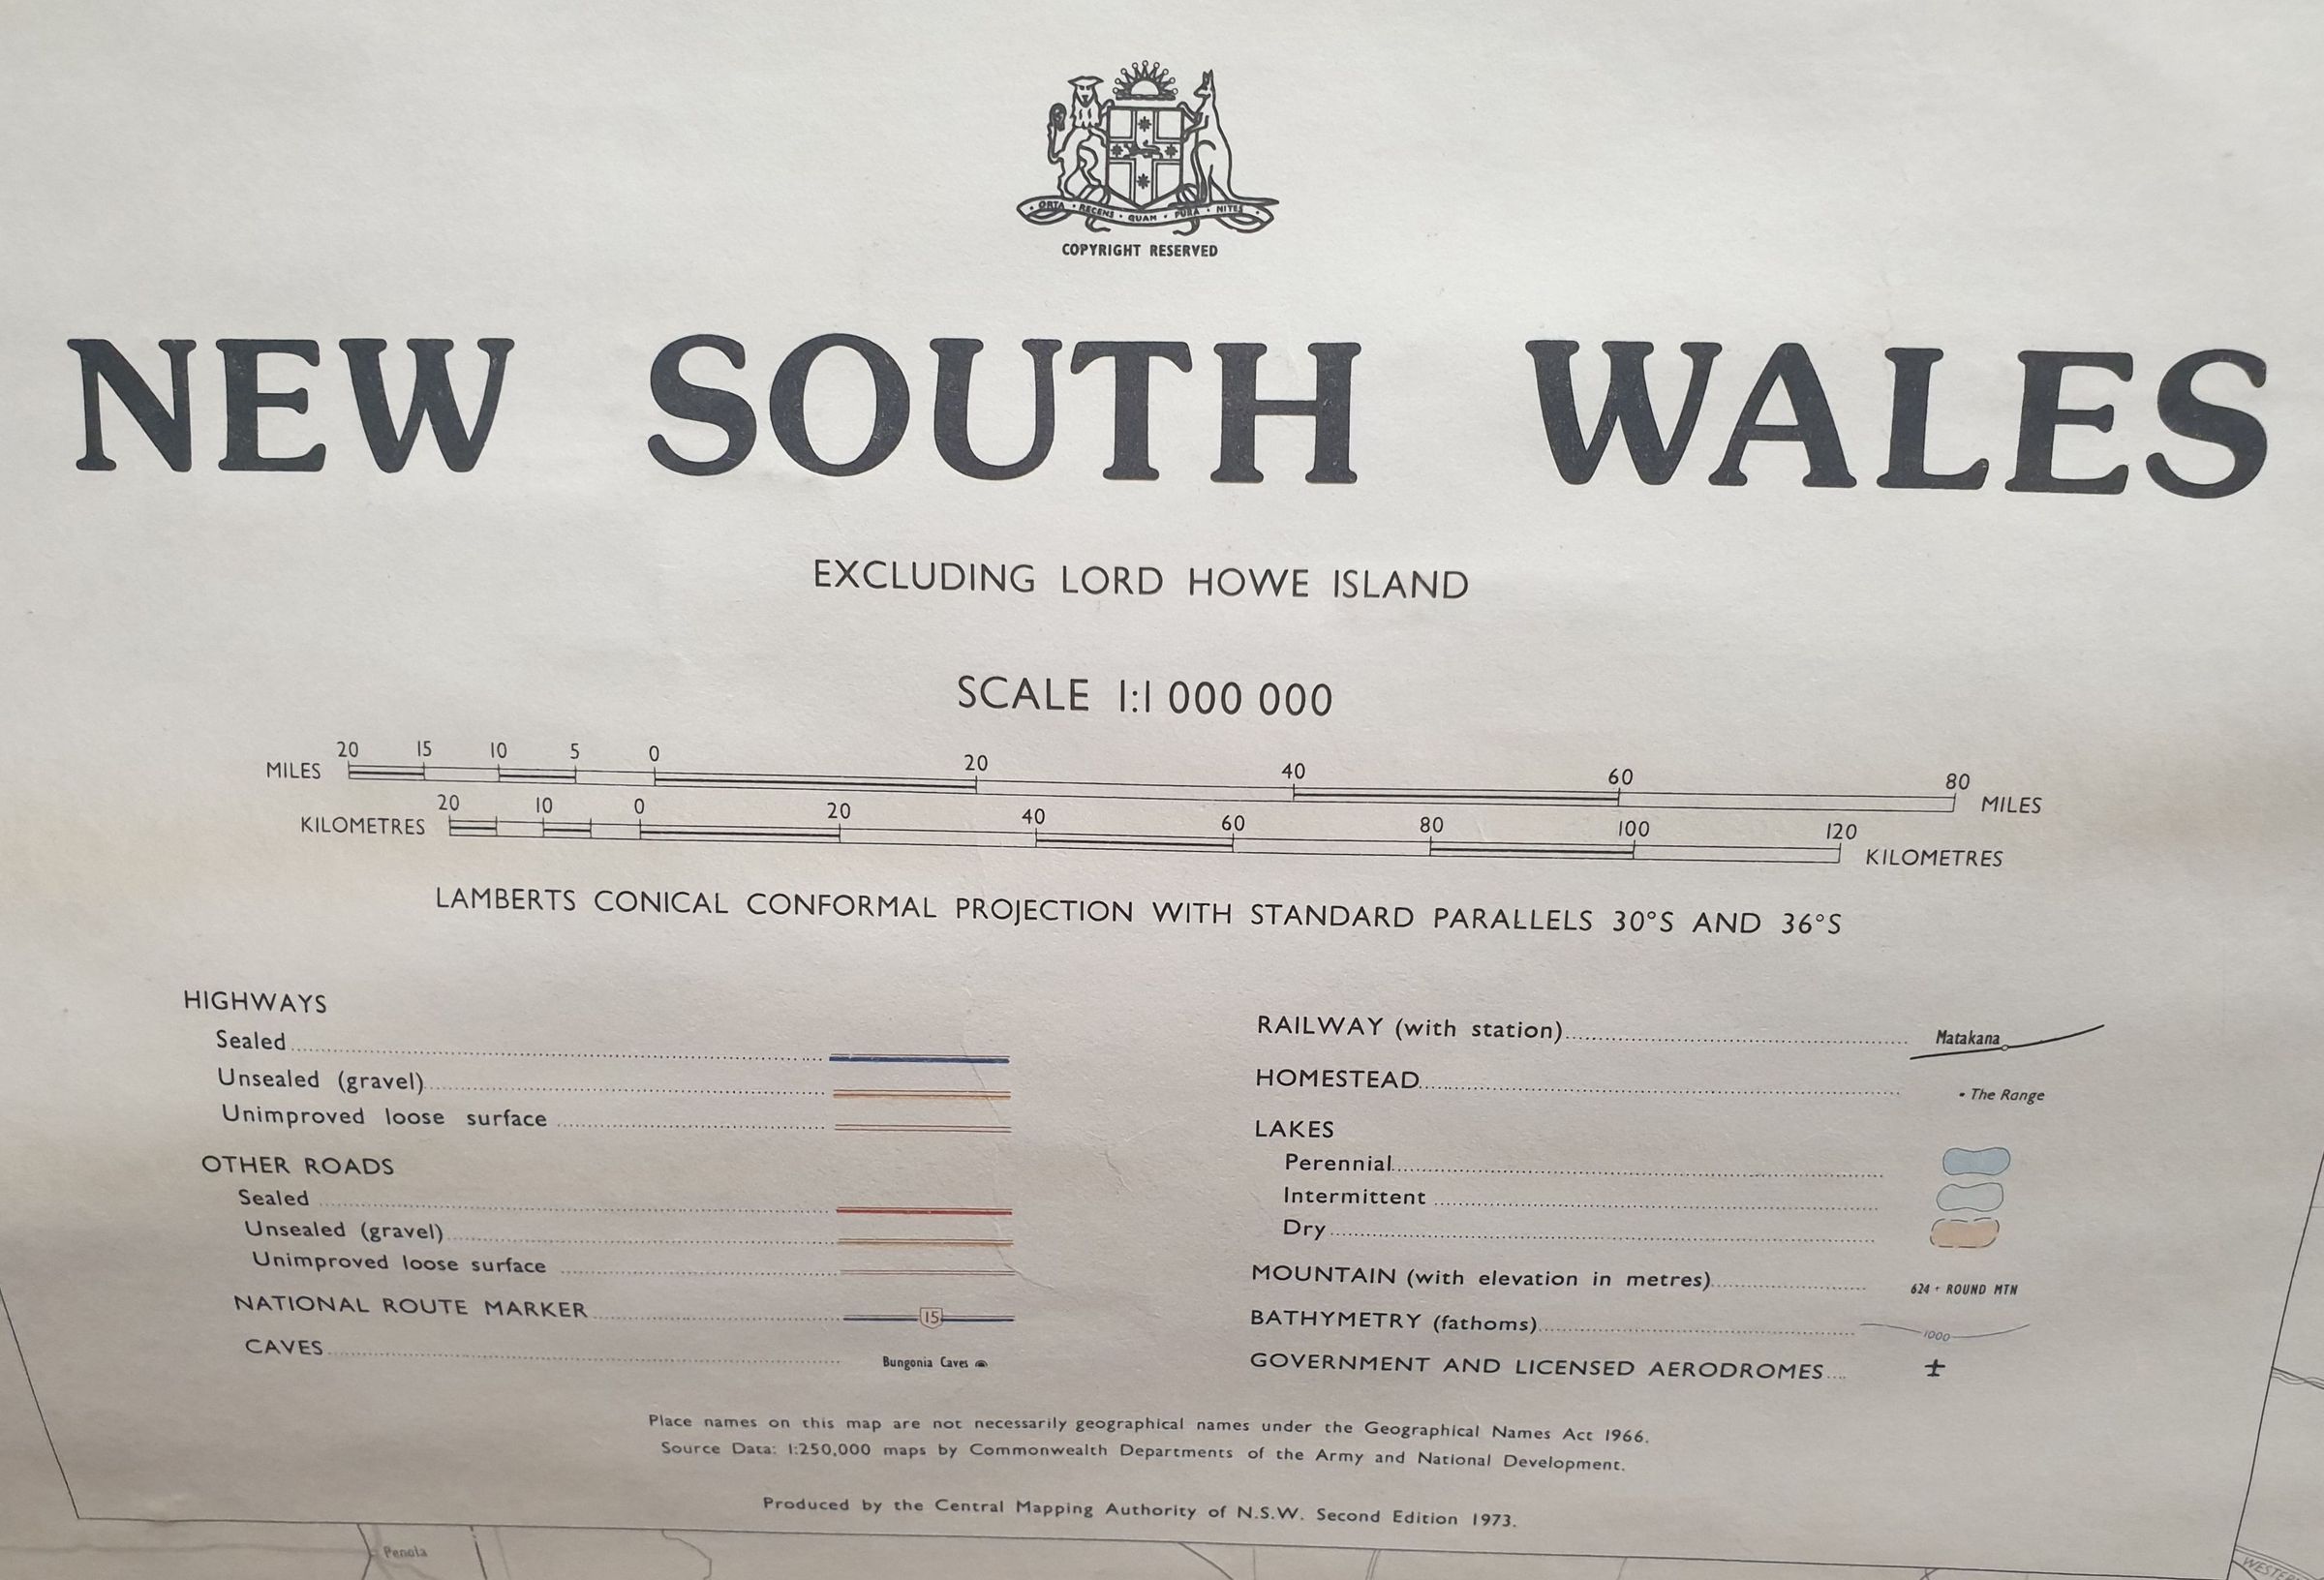 ORTA · RECENS · QUAM · PURA · NITES
COPYRIGHT RESERVED
NEW SOUTH WALES
EXCLUDING LORD HOWE ISLAND
SCALE 1:1 000 000
20 15 10 5 0 20 40 60 80
MILES MILES
20 10 0 20 40 60 80 100 120
KILOMETRES KILOMETRES
LAMBERTS CONICAL CONFORMAL PROJECTION WITH STANDARD PARALLELS 30°S AND 36°S
HIGHWAYS
Sealed
Unsealed (gravel)
Unimproved loose surface
OTHER ROADS
Sealed
Unsealed (gravel)
Unimproved loose surface
NATIONAL ROUTE MARKER 15
CAVES Bungonia Caves
RAILWAY (with station) Matakana
HOMESTEAD The Range
LAKES
Perennial
Intermittent
Dry
MOUNTAIN (with elevation in metres) 624 + ROUND MTN
BATHYMETRY (fathoms) 1000
GOVERNMENT AND LICENSED AERODROMES
Place names on this map are not necessarily geographical names under the Geographical Names Act 1966.
Source Data: 1:250,000 maps by Commonwealth Departments of the Army and National Development.
Produced by the Central Mapping Authority of N.S.W. Second Edition 1973.
Penola